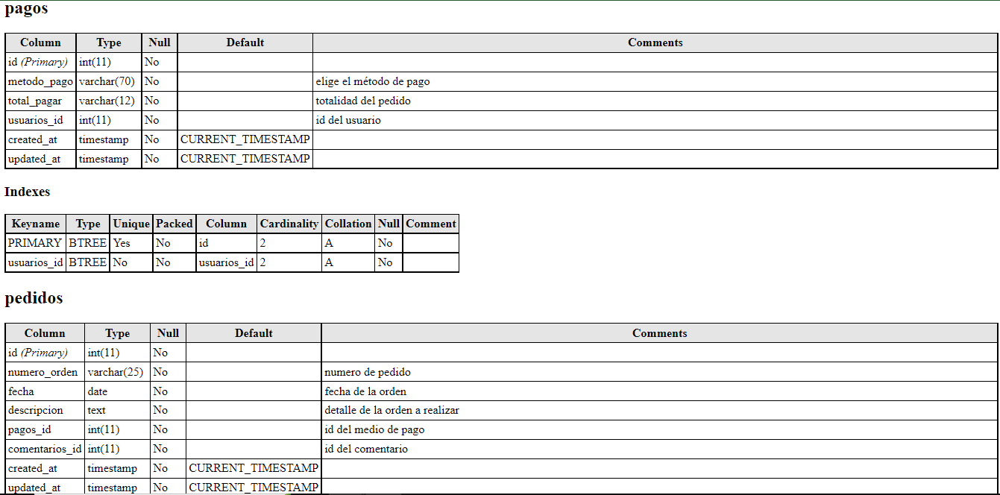 pagos
Column Type Null Default Comments
id (Primary) int(11) No
metodo_pago varchar(70) No elige el método de pago
total_pagar varchar(12) No totalidad del pedido
usuarios_id int(11) No id del usuario
created_at timestamp No CURRENT_TIMESTAMP
updated_at timestamp No CURRENT_TIMESTAMP
Indexes
Keyname Type Unique Packed Column Cardinality Collation Null Comment
PRIMARY BTREE Yes No id 2 A No
usuarios_id BTREE No No usuarios_id 2 A No
pedidos
Column Type Null Default Comments
id (Primary) int(11) No
numero_orden varchar(25) No numero de pedido
fecha date No fecha de la orden
descripcion text No detalle de la orden a realizar
pagos_id int(11) No id del medio de pago
comentarios_id int(11) No id del comentario
created_at timestamp No CURRENT_TIMESTAMP
updated_at timestamp No CURRENT_TIMESTAMP